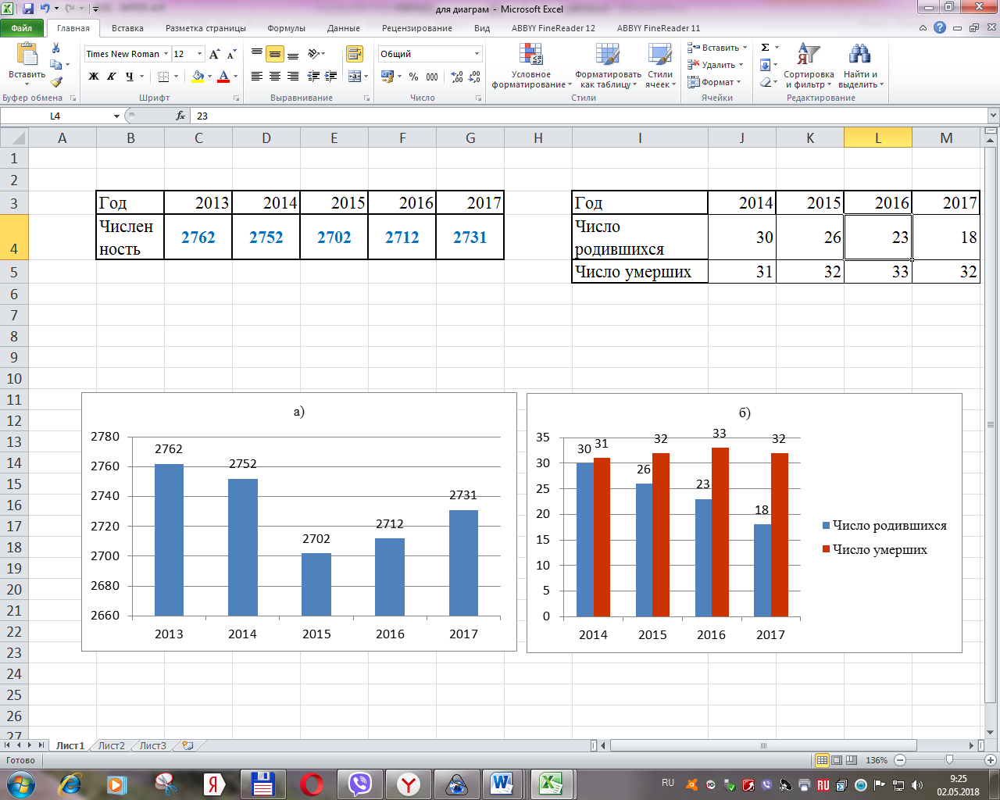 для диаграм - Microsoft Excel
Файл Главная Вставка Разметка страницы Формулы Данные Рецензирование Вид ABBYY FineReader 12 ABBYY FineReader 11
Вставить
Буфер обмена
Times New Roman 12
Ж К Ч
Шрифт
Выравнивание
Общий
% 000
Число
Условное форматирование
Форматировать как таблицу
Стили ячеек
Стили
Вставить
Удалить
Формат
Ячейки
Сортировка и фильтр
Найти и выделить
Редактирование
L4 fx 23
A B C D E F G H I J K L M
1
2
3 Год 2013 2014 2015 2016 2017 Год 2014 2015 2016 2017
4 Числен ность 2762 2752 2702 2712 2731 Число родившихся 30 26 23 18
5 Число умерших 31 32 33 32
6
7
8
9
10
11
12
13
14
15
16
17
18
19
20
21
22
23
24
25
26
27
а)
2780
2760
2740
2720
2700
2680
2660
2762 2752 2702 2712 2731
2013 2014 2015 2016 2017
б)
35
30
25
20
15
10
5
0
30 31 26 32 23 33 18 32
2014 2015 2016 2017
Число родившихся
Число умерших
Лист1 Лист2 Лист3
Готово 136%
RU 9:25
02.05.2018